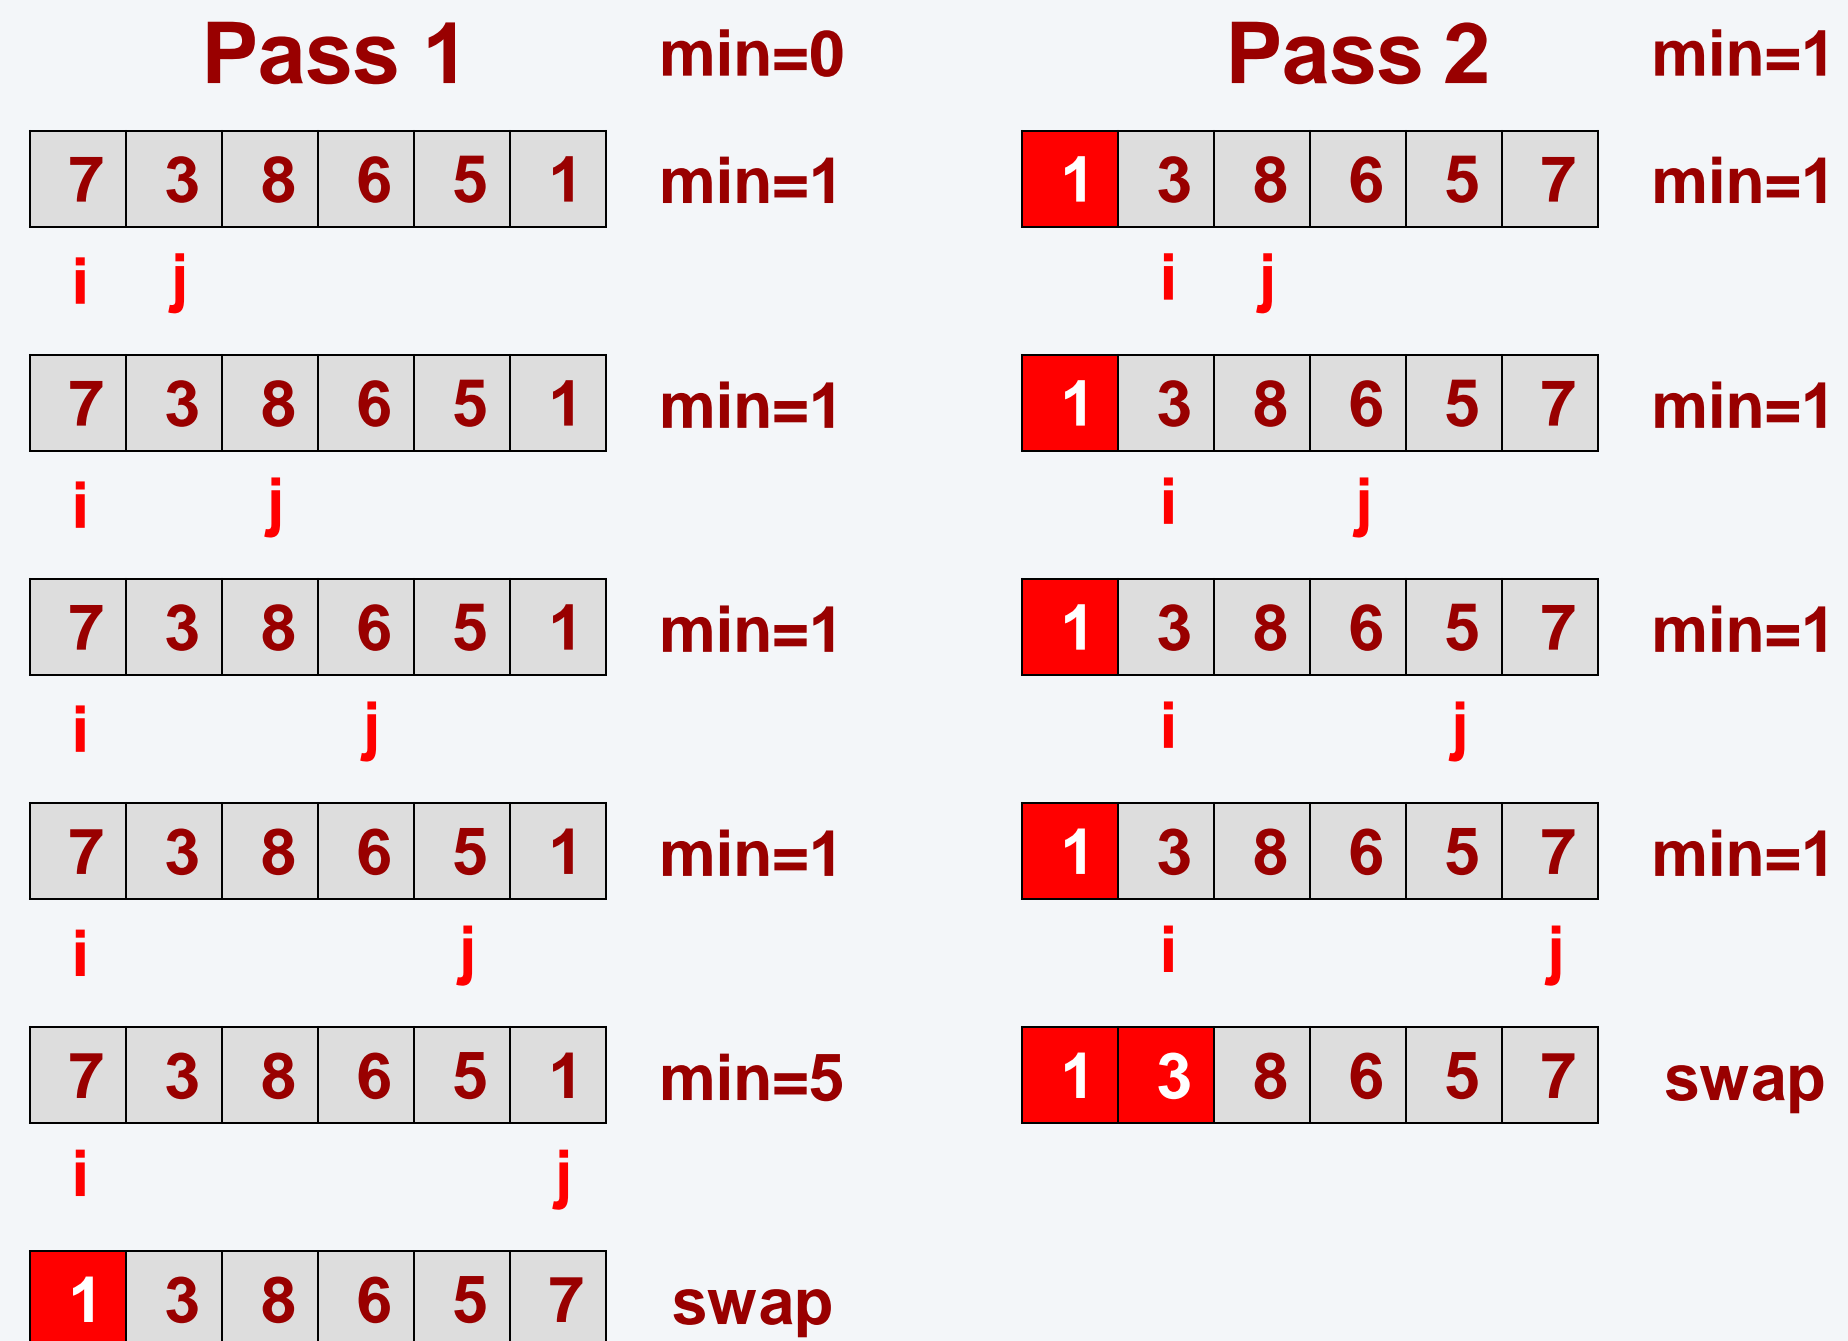 Pass 1 min=0
7 3 8 6 5 1 min=1
i j
7 3 8 6 5 1 min=1
i j
7 3 8 6 5 1 min=1
i j
7 3 8 6 5 1 min=1
i j
7 3 8 6 5 1 min=5
i j
1 3 8 6 5 7 swap
Pass 2 min=1
1 3 8 6 5 7 min=1
i j
1 3 8 6 5 7 min=1
i j
1 3 8 6 5 7 min=1
i j
1 3 8 6 5 7 min=1
i j
1 3 8 6 5 7 swap